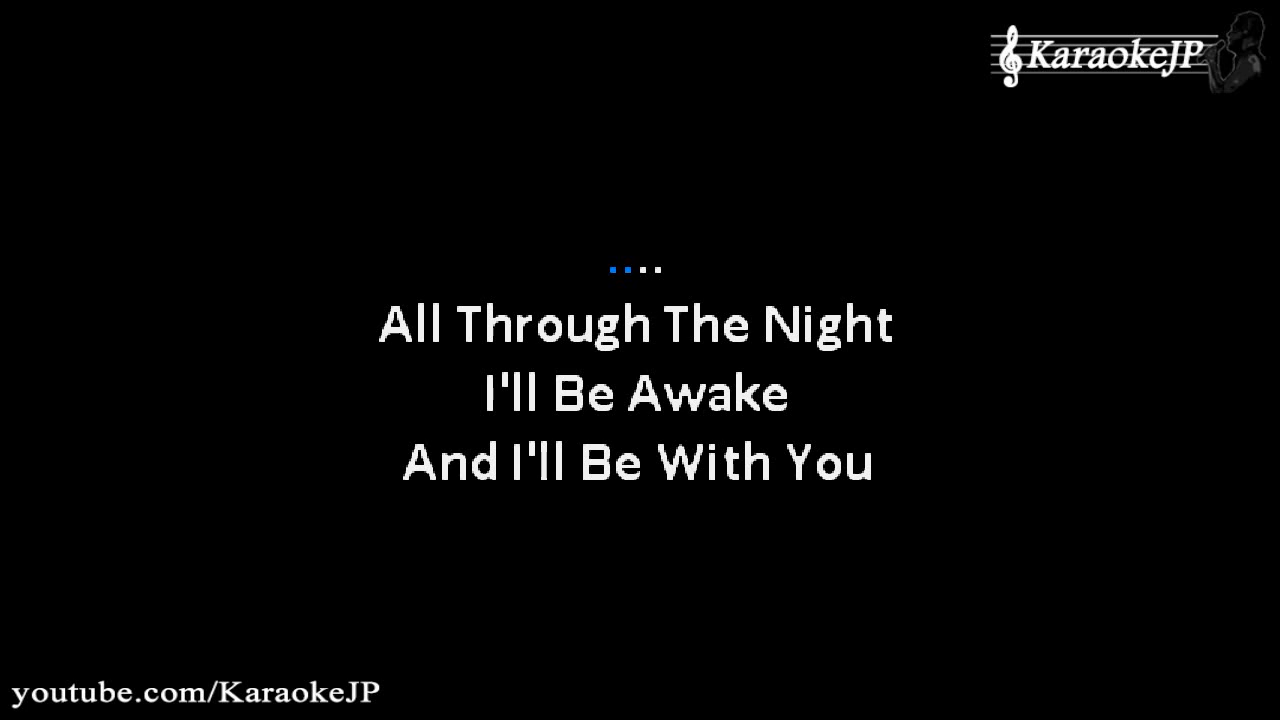 KaraokeJP
All Through The Night
I'll Be Awake
And I'll Be With You
youtube.com/KaraokeJP